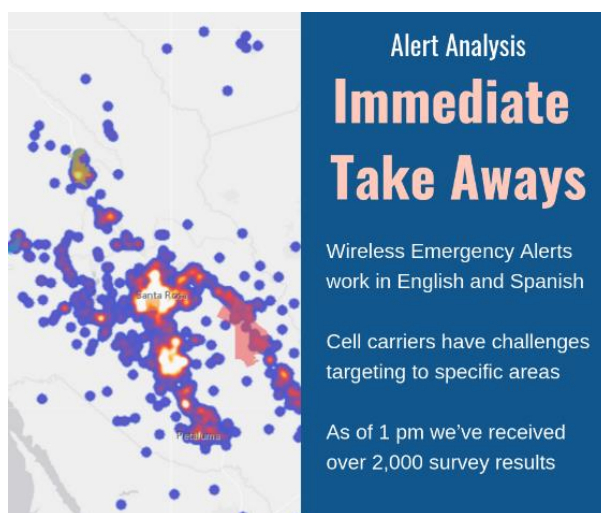 Alert Analysis
Immediate
Take Aways
Wireless Emergency Alerts
work in English and Spanish
Cell carriers have challenges
targeting to specific areas
As of 1 pm we've received
over 2,000 survey results
Santa Rosa
Petaluma